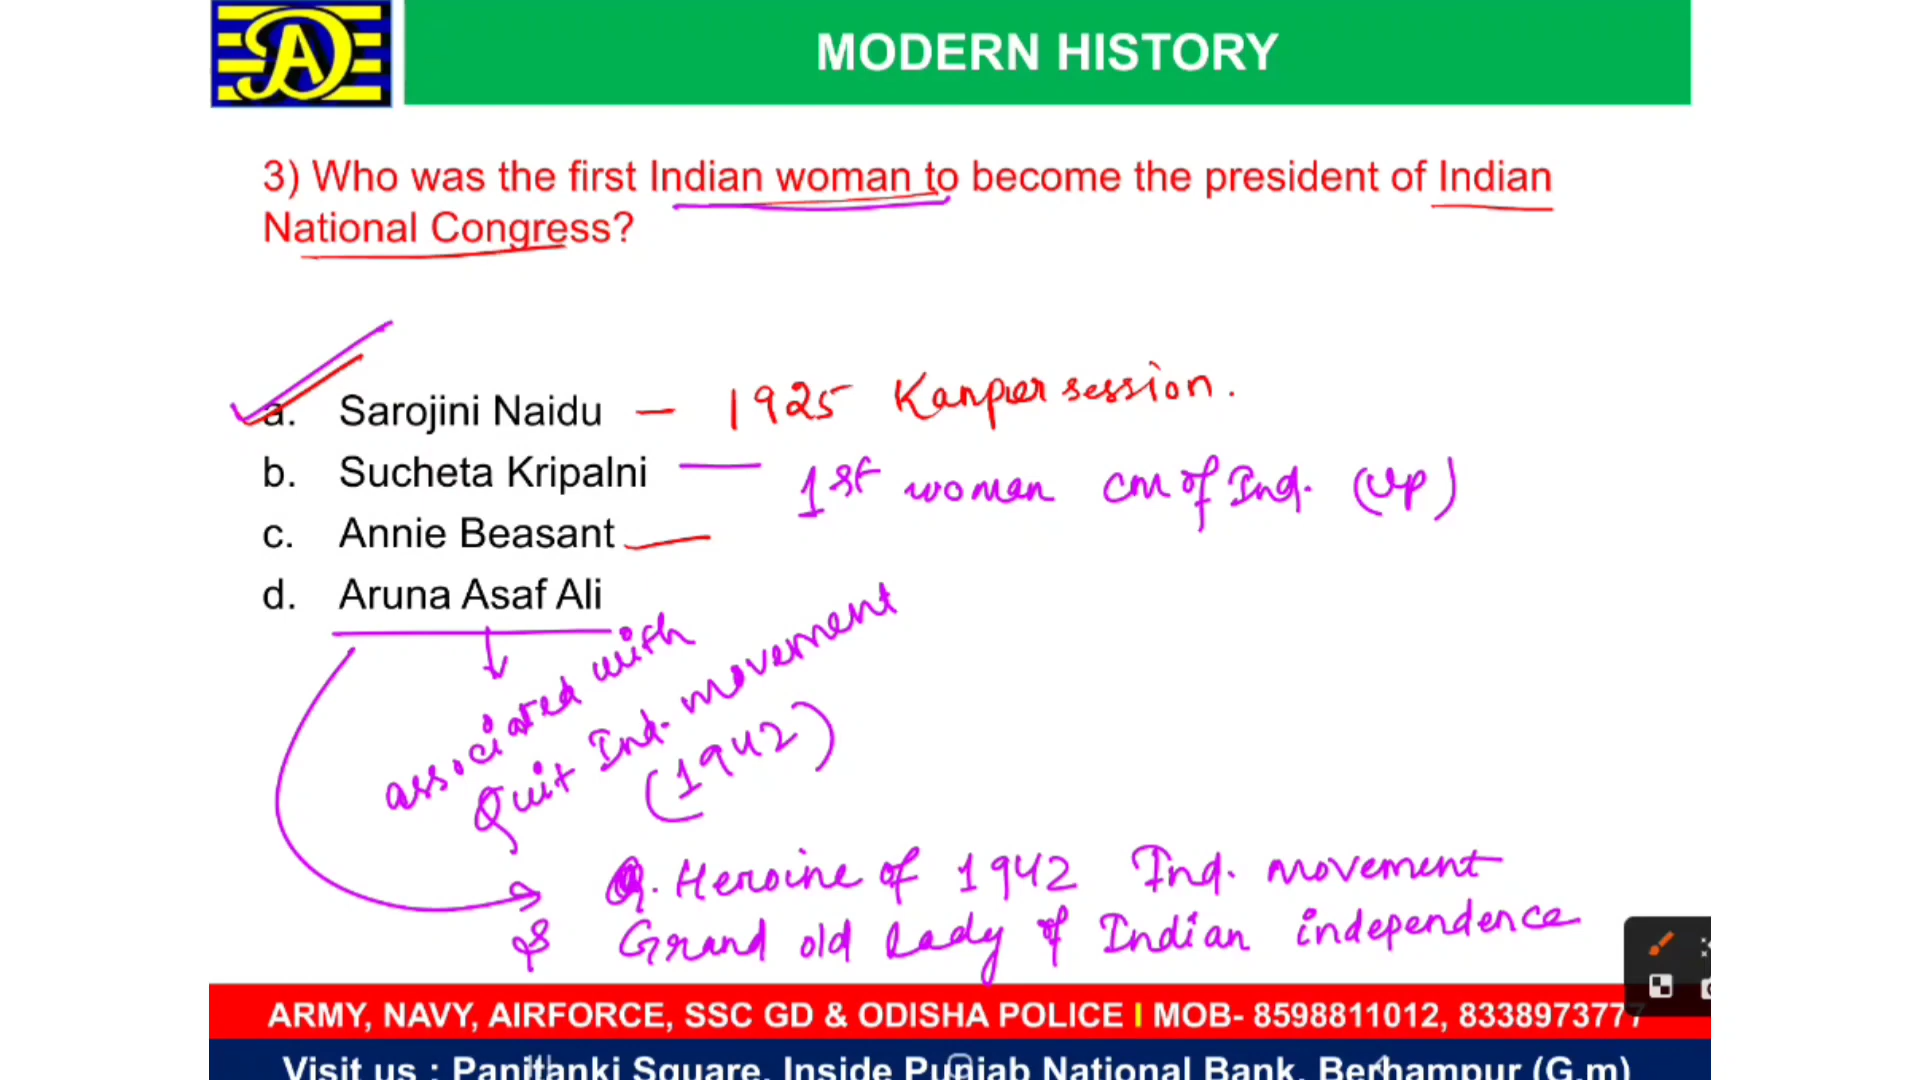 DA
MODERN HISTORY
3) Who was the first Indian woman to become the president of Indian
National Congress?
a. Sarojini Naidu — 1925 Kanpur session.
b. Sucheta Kripalni — 1st woman CM of Ind. (UP)
c. Annie Beasant —
d. Aruna Asaf Ali
associated with
Quit Ind. movement
(1942)
Q. Heroine of 1942 Ind. movement
& Grand old Lady of Indian independence
ARMY, NAVY, AIRFORCE, SSC GD & ODISHA POLICE I MOB- 8598811012, 8338973777
Visit us : Panitanki Square, Inside Punjab National Bank, Berhampur (G.m)